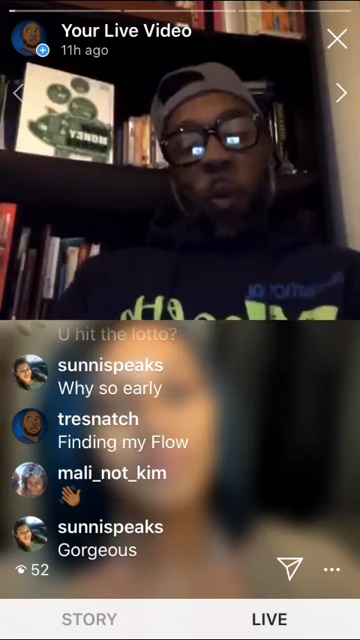 Your Live Video
11h ago
MONEY
U hit the lotto?
sunnispeaks
Why so early
tresnatch
Finding my Flow
mali_not_kim
👋🏾
sunnispeaks
Gorgeous
52
STORY
LIVE